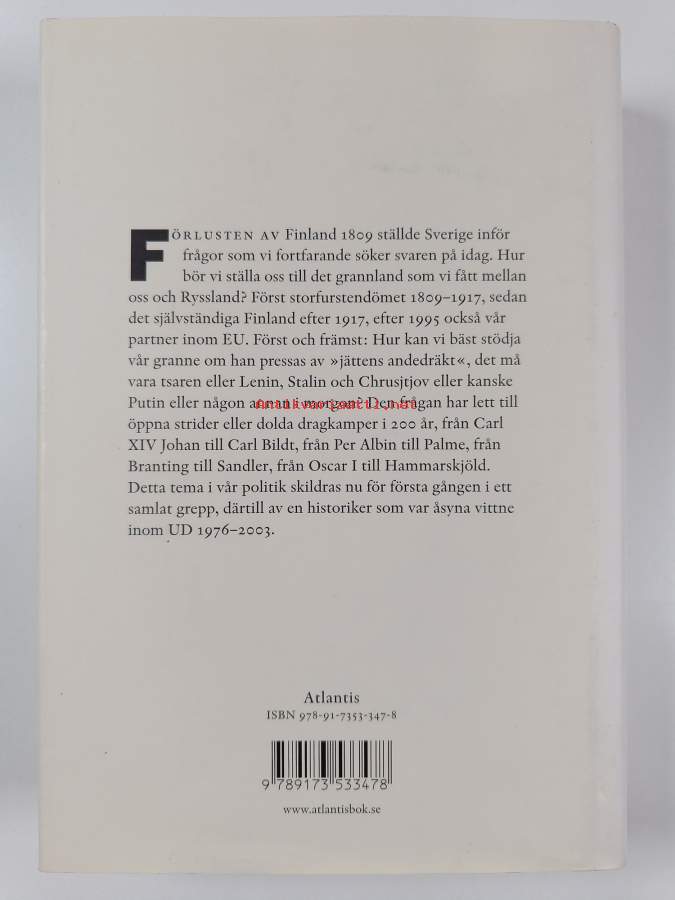 FÖRLUSTEN AV Finland 1809 ställde Sverige inför
frågor som vi fortfarande söker svaren på idag. Hur
bör vi ställa oss till det grannland som vi fått mellan
oss och Ryssland? Först storfurstendömet 1809–1917, sedan
det självständiga Finland efter 1917, efter 1995 också vår
partner inom EU. Först och främst: Hur kan vi bäst stödja
vår granne om han pressas av »jättens andedräkt«, det må
vara tsaren eller Lenin, Stalin och Chrusjtjov eller kanske
Putin eller någon annan i morgon? Den frågan har lett till
antikvariaatti.net
öppna strider eller dolda dragkamper i 200 år, från Carl
XIV Johan till Carl Bildt, från Per Albin till Palme, från
Branting till Sandler, från Oscar I till Hammarskjöld.
Detta tema i vår politik skildras nu för första gången i ett
samlat grepp, därtill av en historiker som var åsyna vittne
inom UD 1976–2003.
Atlantis
ISBN 978-91-7353-347-8
9 789173 533478
www.atlantisbok.se